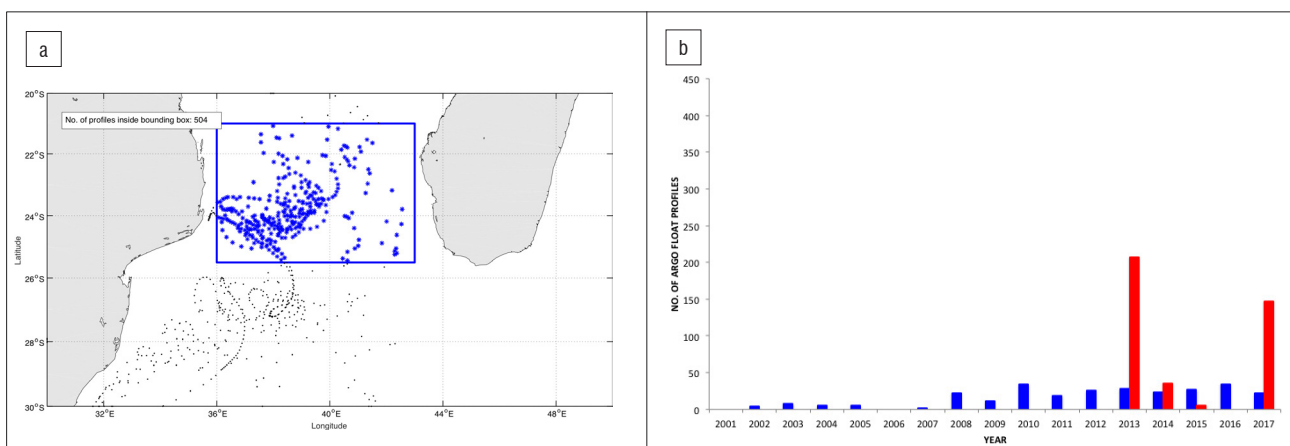 a
20°S
No. of profiles inside bounding box: 504
22°S
24°S
26°S
28°S
30°S
Latitude
32°E
36°E
40°E
44°E
48°E
Longitude
b
450
400
350
300
250
200
150
100
50
0
NO. OF ARGO FLOAT PROFILES
2001 2002 2003 2004 2005 2006 2007 2008 2009 2010 2011 2012 2013 2014 2015 2016 2017
YEAR